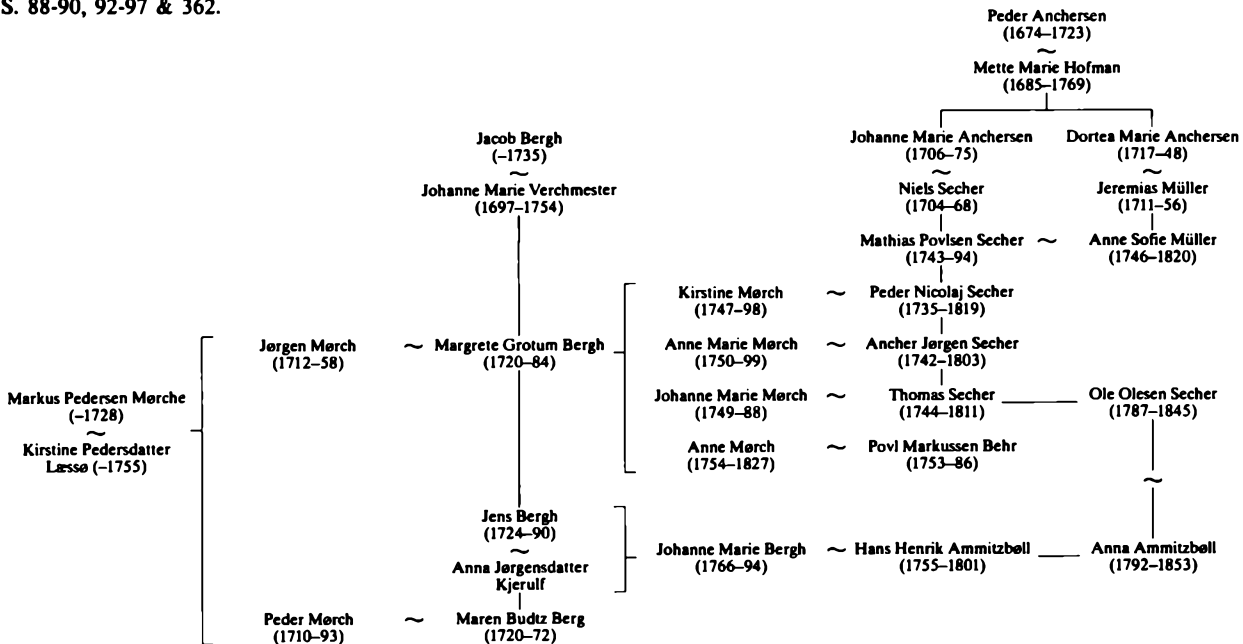 S. 88-90, 92-97 & 362.
Peder Anchersen
(1674–1723)
~
Mette Marie Hofman
(1685–1769)
Johanne Marie Anchersen
(1706–75)
~
Niels Secher
(1704–68)
Dortea Marie Anchersen
(1717–48)
~
Jeremias Müller
(1711–56)
Jacob Bergh
(–1735)
~
Johanne Marie Verchmester
(1697–1754)
Mathias Povlsen Secher ~ Anne Sofie Müller
(1743–94) (1746–1820)
Kirstine Mørch ~ Peder Nicolaj Secher
(1747–98) (1735–1819)
Jørgen Mørch ~ Margrete Grotum Bergh
(1712–58) (1720–84)
Anne Marie Mørch ~ Ancher Jørgen Secher
(1750–99) (1742–1803)
Markus Pedersen Mørche
(–1728)
~
Kirstine Pedersdatter
Læssø (–1755)
Johanne Marie Mørch ~ Thomas Secher
(1749–88) (1744–1811)
Ole Olesen Secher
(1787–1845)
~
Anne Mørch ~ Povl Markussen Behr
(1754–1827) (1753–86)
Jens Bergh
(1724–90)
~
Anna Jørgensdatter
Kjerulf
Johanne Marie Bergh ~ Hans Henrik Ammitzbøll
(1766–94) (1755–1801)
Anna Ammitzbøll
(1792–1853)
Peder Mørch ~ Maren Budtz Berg
(1710–93) (1720–72)